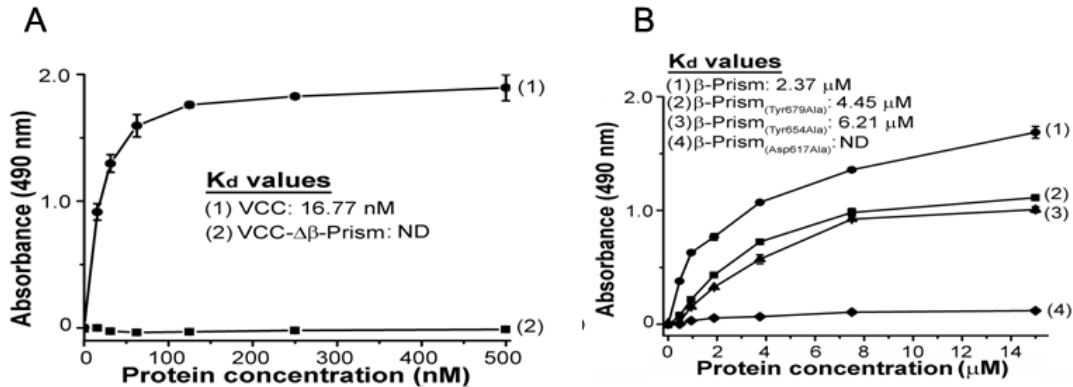 A
2.0
1.0
0
Absorbance (490 nm)
(1)
Kd values
(1) VCC: 16.77 nM
(2) VCC-Δβ-Prism: ND
(2)
0 100 200 300 400 500
Protein concentration (nM)
B
Kd values
(1) β-Prism: 2.37 μM
(2) β-Prism(Tyr679Ala): 4.45 μM
(3) β-Prism(Tyr654Ala): 6.21 μM
(4) β-Prism(Asp617Ala): ND
2.0
1.0
0
Absorbance (490 nm)
(1)
(2)
(3)
(4)
0 2 4 6 8 10 12 14
Protein concentration (μM)